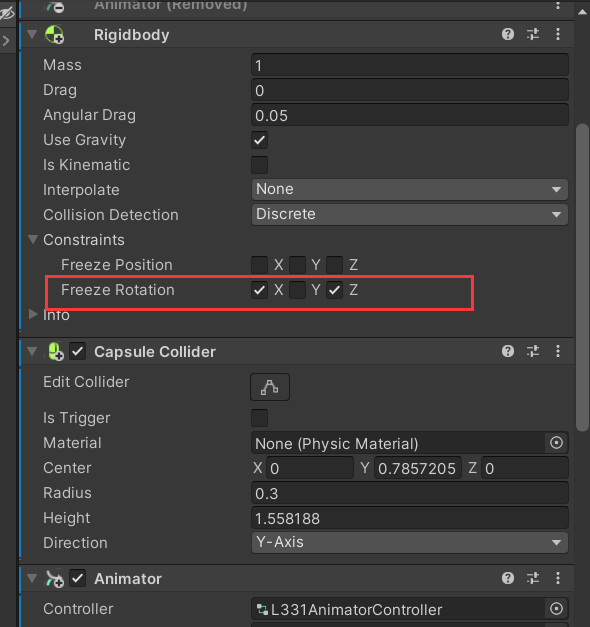 Animator (Removed)
Rigidbody
Mass 1
Drag 0
Angular Drag 0.05
Use Gravity
Is Kinematic
Interpolate None
Collision Detection Discrete
Constraints
Freeze Position X Y Z
Freeze Rotation X Y Z
Info
Capsule Collider
Edit Collider
Is Trigger
Material None (Physic Material)
Center X 0 Y 0.7857205 Z 0
Radius 0.3
Height 1.558188
Direction Y-Axis
Animator
Controller L331AnimatorController